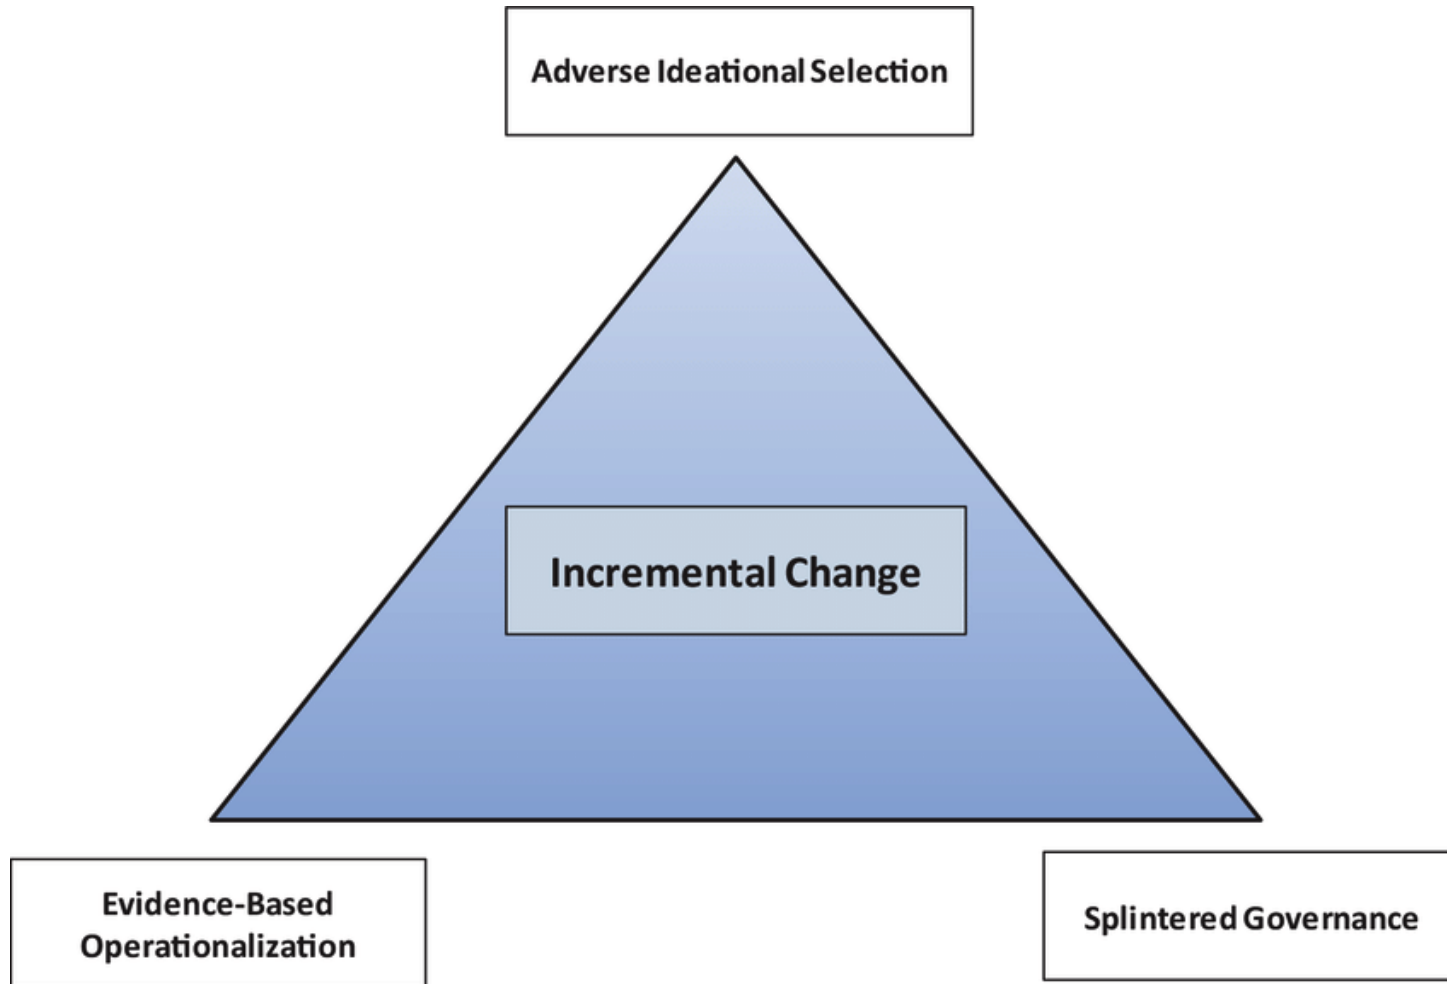 Adverse Ideational Selection
Incremental Change
Evidence-Based
Operationalization
Splintered Governance